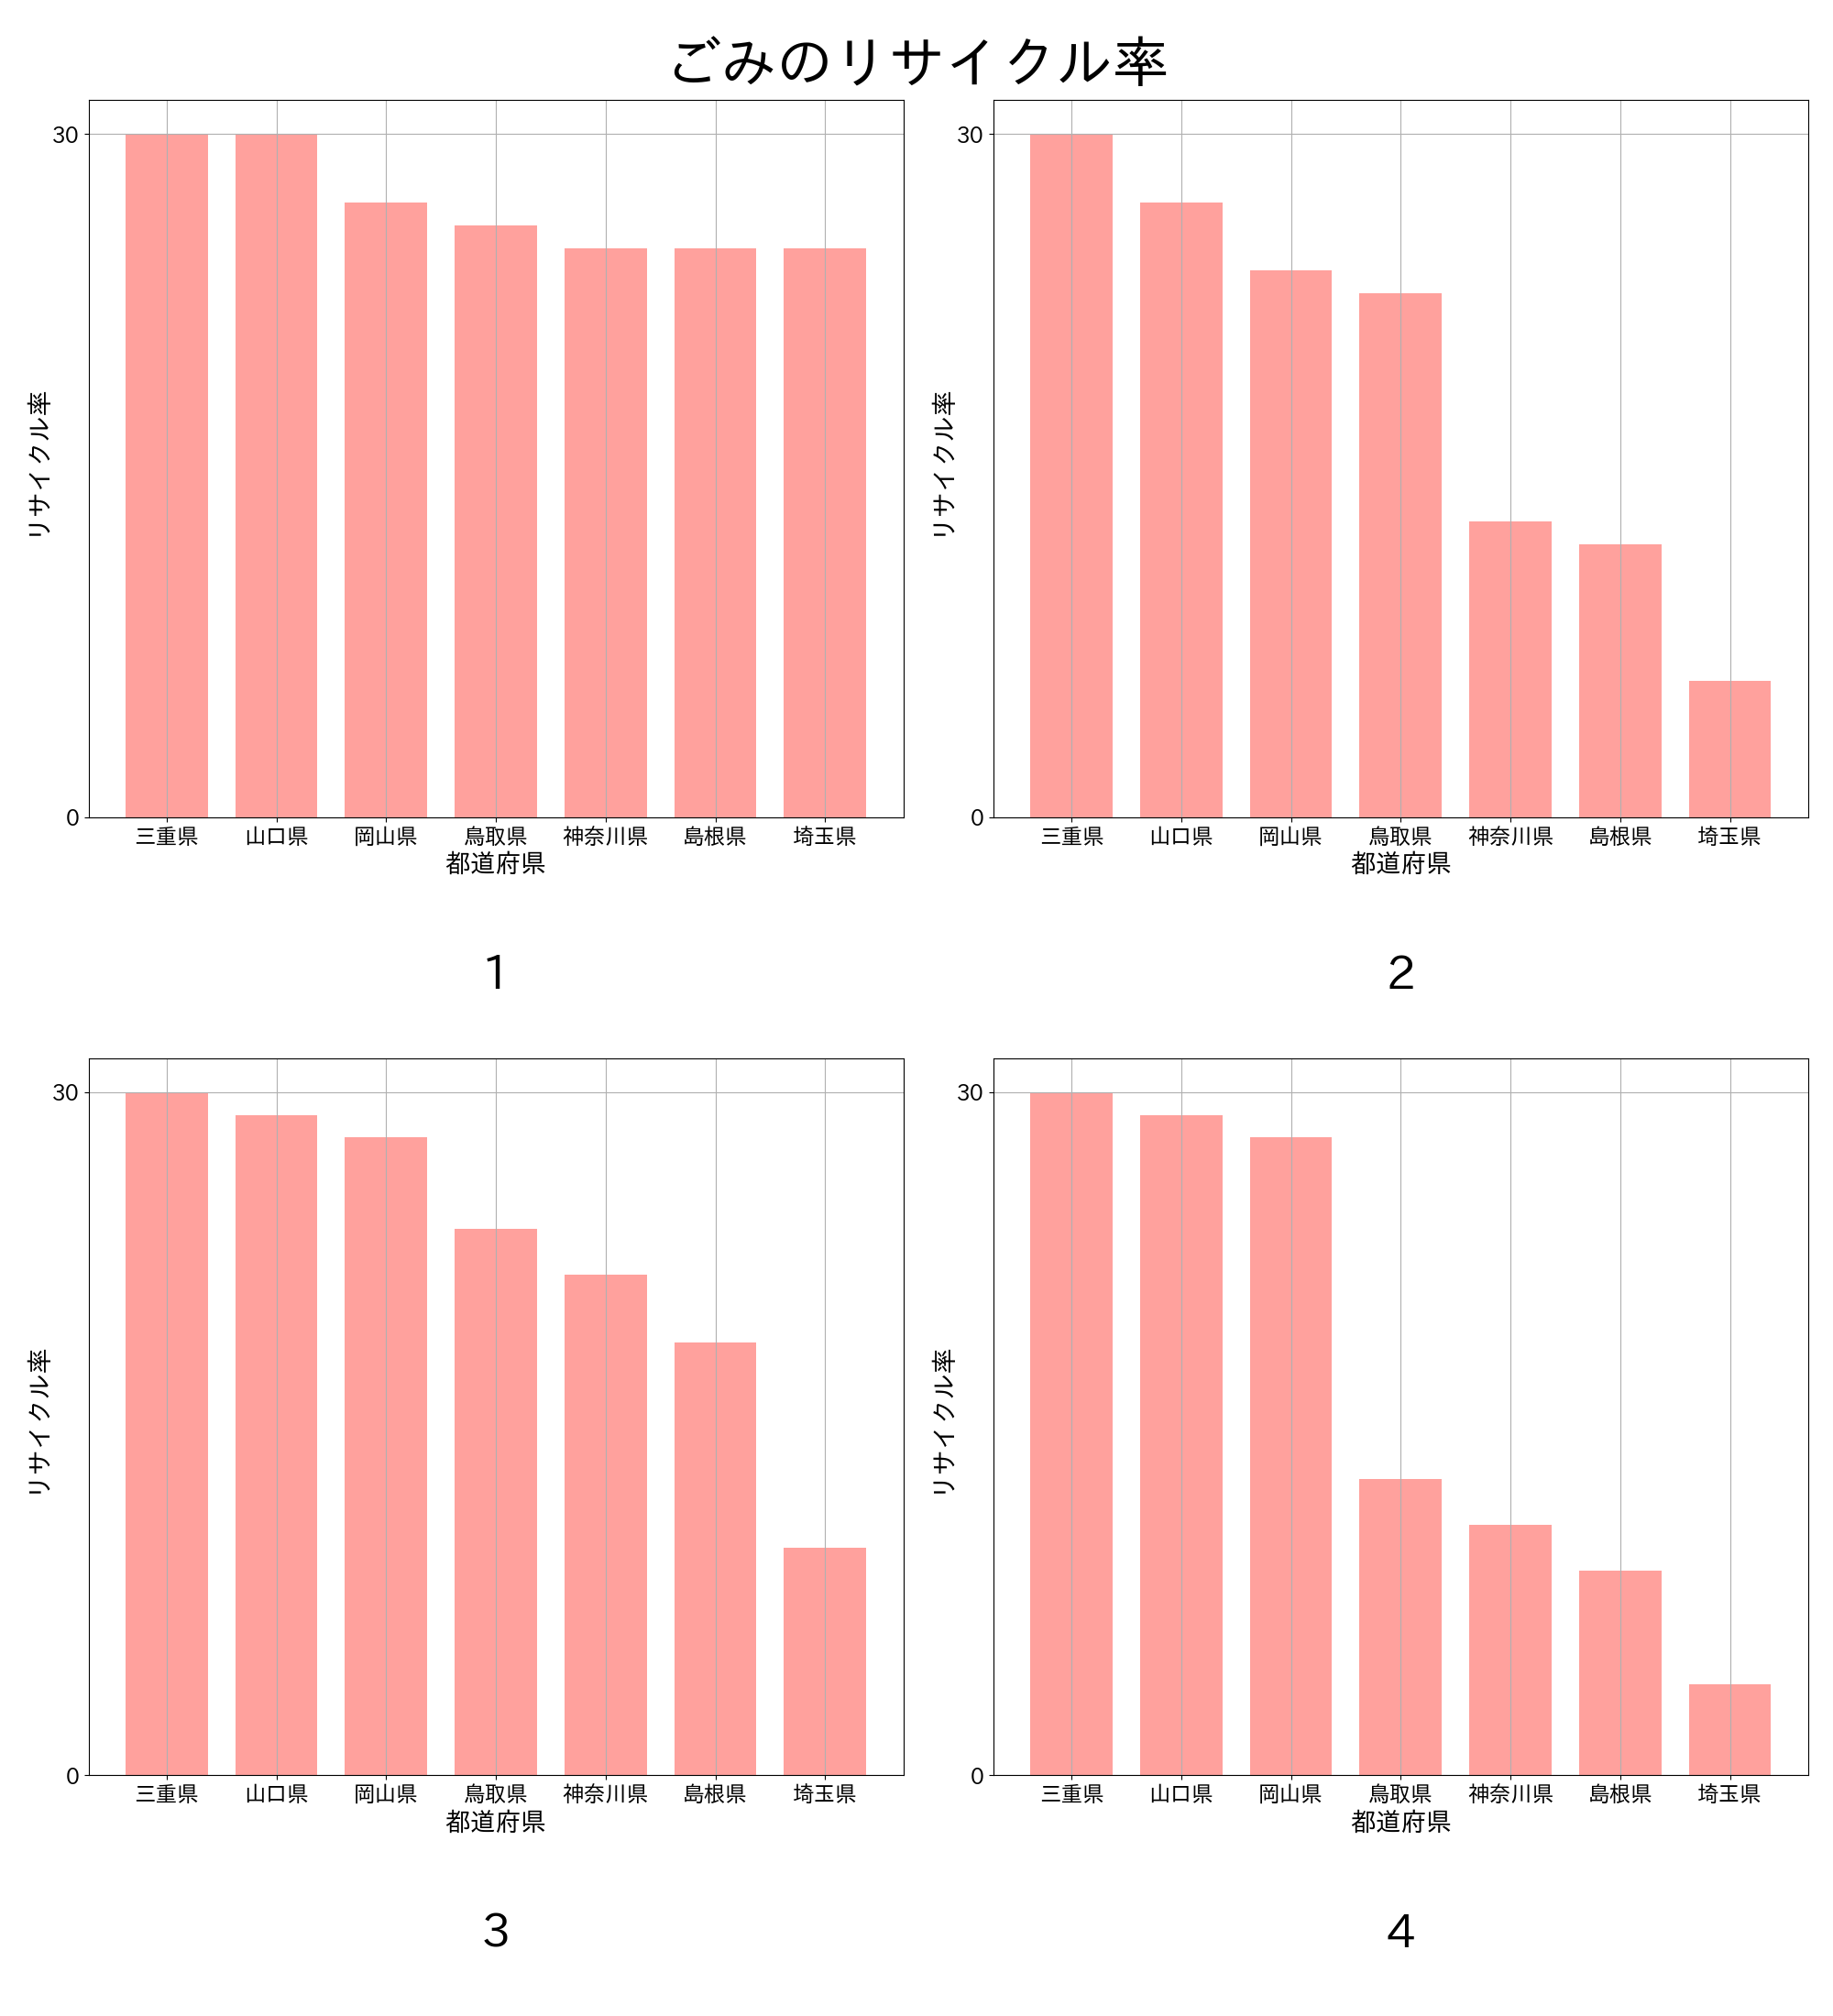 ごみのリサイクル率
30
0
リサイクル率
三重県 山口県 岡山県 鳥取県 神奈川県 島根県 埼玉県
都道府県
1
30
0
リサイクル率
三重県 山口県 岡山県 鳥取県 神奈川県 島根県 埼玉県
都道府県
2
30
0
リサイクル率
三重県 山口県 岡山県 鳥取県 神奈川県 島根県 埼玉県
都道府県
3
30
0
リサイクル率
三重県 山口県 岡山県 鳥取県 神奈川県 島根県 埼玉県
都道府県
4